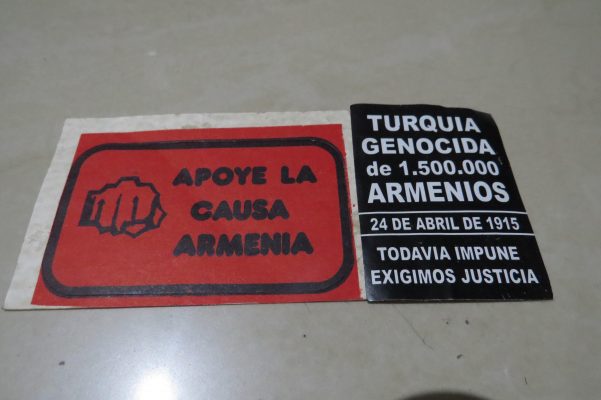 APOYE LA
CAUSA
ARMENIA
TURQUIA
GENOCIDA
de 1.500.000
ARMENIOS
24 DE ABRIL DE 1915
TODAVIA IMPUNE
EXIGIMOS JUSTICIA